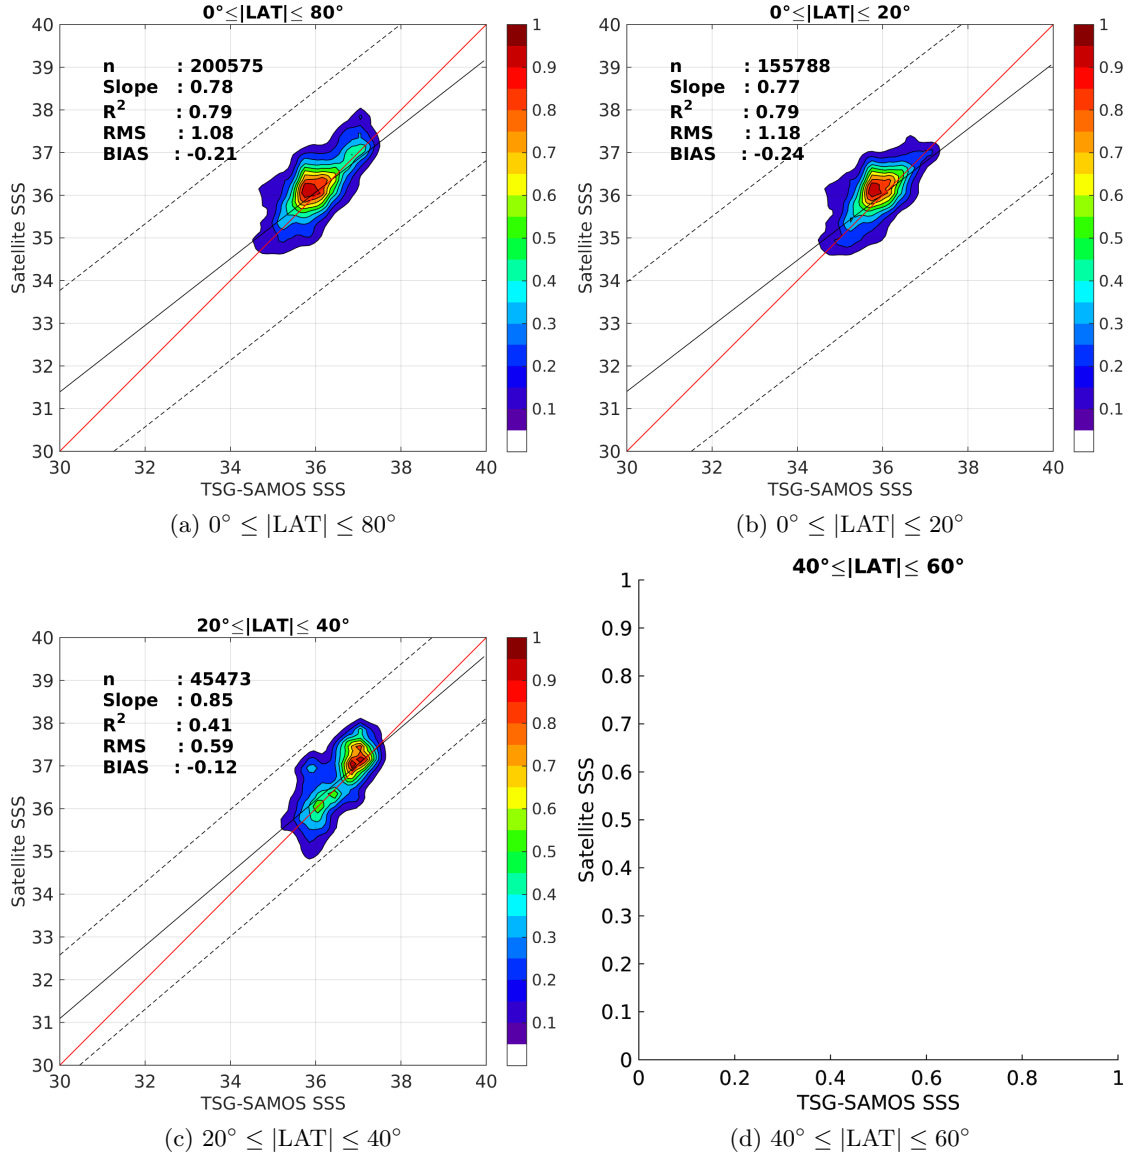 0°≤|LAT|≤ 80°
n : 200575
Slope : 0.78
R² : 0.79
RMS : 1.08
BIAS : -0.21
40
39
38
37
36
35
34
33
32
31
30
30 32 34 36 38 40
Satellite SSS
TSG-SAMOS SSS
1
0.9
0.8
0.7
0.6
0.5
0.4
0.3
0.2
0.1
(a) 0° ≤ |LAT| ≤ 80°
0°≤|LAT|≤ 20°
n : 155788
Slope : 0.77
R² : 0.79
RMS : 1.18
BIAS : -0.24
40
39
38
37
36
35
34
33
32
31
30
30 32 34 36 38 40
Satellite SSS
TSG-SAMOS SSS
1
0.9
0.8
0.7
0.6
0.5
0.4
0.3
0.2
0.1
(b) 0° ≤ |LAT| ≤ 20°
20°≤|LAT|≤ 40°
n : 45473
Slope : 0.85
R² : 0.41
RMS : 0.59
BIAS : -0.12
40
39
38
37
36
35
34
33
32
31
30
30 32 34 36 38 40
Satellite SSS
TSG-SAMOS SSS
1
0.9
0.8
0.7
0.6
0.5
0.4
0.3
0.2
0.1
(c) 20° ≤ |LAT| ≤ 40°
40°≤|LAT|≤ 60°
1
0.9
0.8
0.7
0.6
0.5
0.4
0.3
0.2
0.1
0
0 0.2 0.4 0.6 0.8 1
Satellite SSS
TSG-SAMOS SSS
(d) 40° ≤ |LAT| ≤ 60°